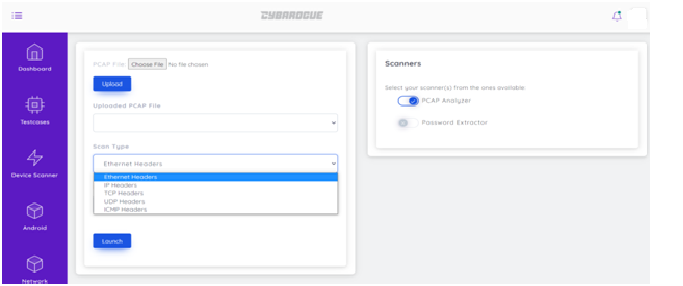 CYBAROGUE
Dashboard
Testcases
Device Scanner
Android
Network
PCAP File: Choose File No file chosen
Upload
Uploaded PCAP File
Scan Type
Ethernet Headers
Ethernet Headers
IP Headers
TCP Headers
UDP Headers
ICMP Headers
Launch
Scanners
Select your scanner(s) from the ones available.
PCAP Analyzer
Password Extractor